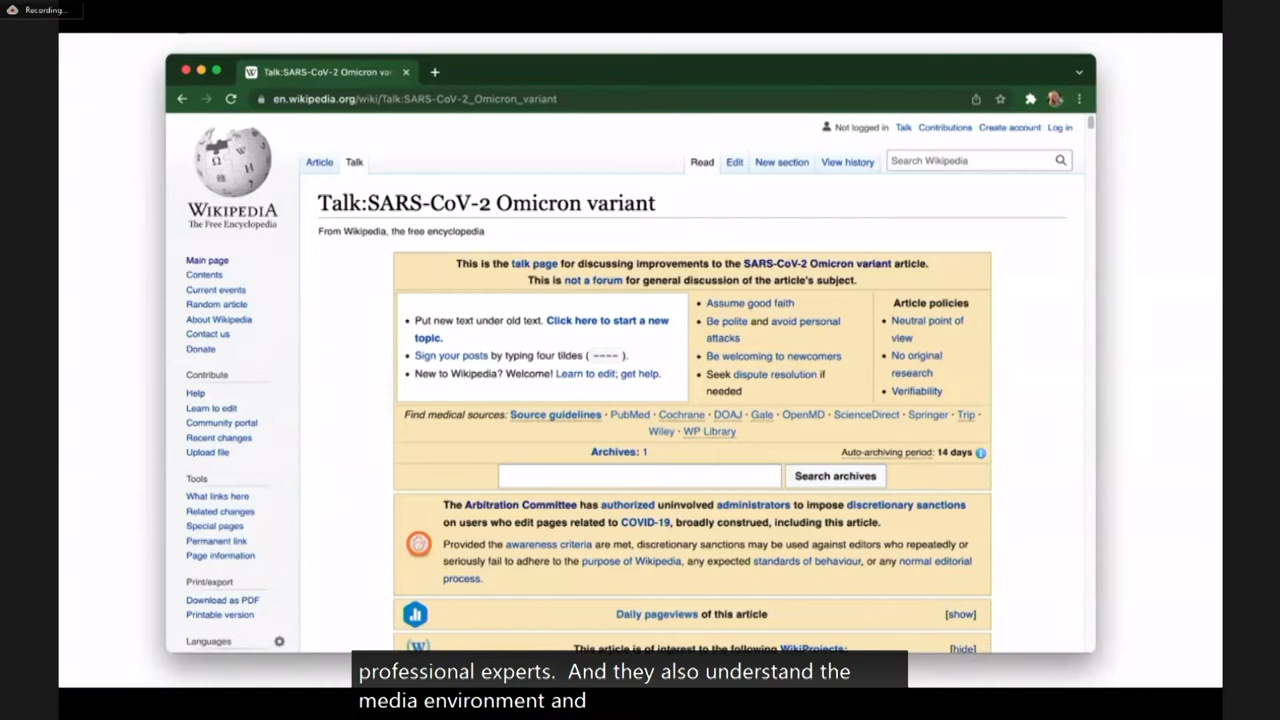 Recording...
Talk:SARS-CoV-2 Omicron va
en.wikipedia.org/wiki/Talk:SARS-CoV-2_Omicron_variant
Not logged in Talk Contributions Create account Log in
Article Talk Read Edit New section View history Search Wikipedia
WIKIPEDIA
The Free Encyclopedia
Main page
Contents
Current events
Random article
About Wikipedia
Contact us
Donate
Contribute
Help
Learn to edit
Community portal
Recent changes
Upload file
Tools
What links here
Related changes
Special pages
Permanent link
Page information
Print/export
Download as PDF
Printable version
Languages
Talk:SARS-CoV-2 Omicron variant
From Wikipedia, the free encyclopedia
This is the talk page for discussing improvements to the SARS-CoV-2 Omicron variant article.
This is not a forum for general discussion of the article's subject.
• Put new text under old text. Click here to start a new
topic.
• Sign your posts by typing four tildes ( ~~~~ ).
• New to Wikipedia? Welcome! Learn to edit; get help.
• Assume good faith
• Be polite and avoid personal
attacks
• Be welcoming to newcomers
• Seek dispute resolution if
needed
Article policies
• Neutral point of
view
• No original
research
• Verifiability
Find medical sources: Source guidelines · PubMed · Cochrane · DOAJ · Gale · OpenMD · ScienceDirect · Springer · Trip ·
Wiley · WP Library
Archives: 1
Auto-archiving period: 14 days
Search archives
The Arbitration Committee has authorized uninvolved administrators to impose discretionary sanctions
on users who edit pages related to COVID-19, broadly construed, including this article.
Provided the awareness criteria are met, discretionary sanctions may be used against editors who repeatedly or
seriously fail to adhere to the purpose of Wikipedia, any expected standards of behaviour, or any normal editorial
process.
Daily pageviews of this article [show]
This article is of interest to the following WikiProjects: [hide]
professional experts. And they also understand the
media environment and